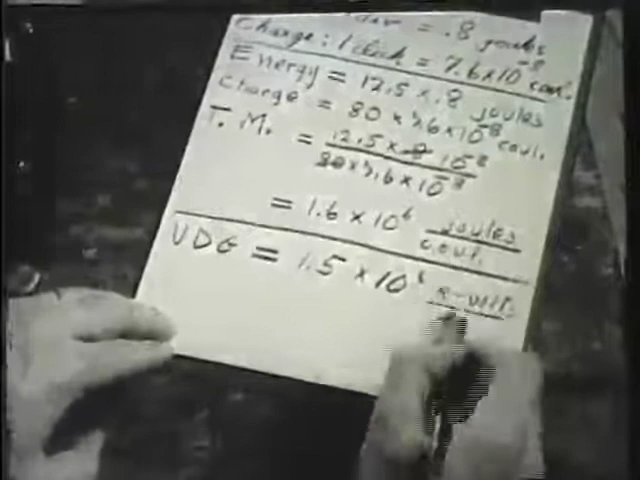 = .8 joules
Charge: 1 click = 7.6 x 10⁻⁸ coul.
Energy = 12.5 x .8 joules
Charge = 80 x 7.6 x 10⁻⁸ coul.
T. M. = 12.5 x .8 10⁺⁸
80 x 7.6 x 10⁻⁸
= 1.6 x 10⁶ joules
coul.
VDG = 1.5 x 10⁶